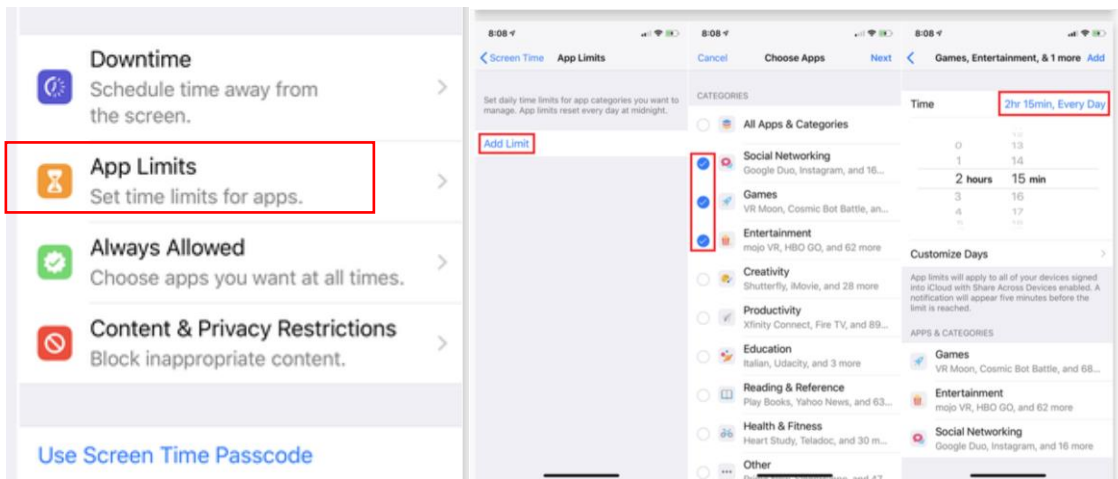 Downtime
Schedule time away from
the screen.
App Limits
Set time limits for apps.
Always Allowed
Choose apps you want at all times.
Content & Privacy Restrictions
Block inappropriate content.
Use Screen Time Passcode
8:08
Screen Time App Limits
Set daily time limits for app categories you want to
manage. App limits reset every day at midnight.
Add Limit
8:08
Cancel Choose Apps Next
CATEGORIES
All Apps & Categories
Social Networking
Google Duo, Instagram, and 16...
Games
VR Moon, Cosmic Bot Battle, an...
Entertainment
mojo VR, HBO GO, and 62 more
Creativity
Shutterfly, iMovie, and 28 more
Productivity
Xfinity Connect, Fire TV, and 89...
Education
Italian, Udacity, and 3 more
Reading & Reference
Play Books, Yahoo News, and 63...
Health & Fitness
Heart Study, Teladoc, and 30 m...
Other
8:08
Games, Entertainment, & 1 more Add
Time 2hr 15min, Every Day
0 13
1 14
2 hours 15 min
3 16
4 17
Customize Days
App limits will apply to all of your devices signed
into iCloud with Share Across Devices enabled. A
notification will appear five minutes before the
limit is reached.
APPS & CATEGORIES
Games
VR Moon, Cosmic Bot Battle, and 68...
Entertainment
mojo VR, HBO GO, and 62 more
Social Networking
Google Duo, Instagram, and 16 more